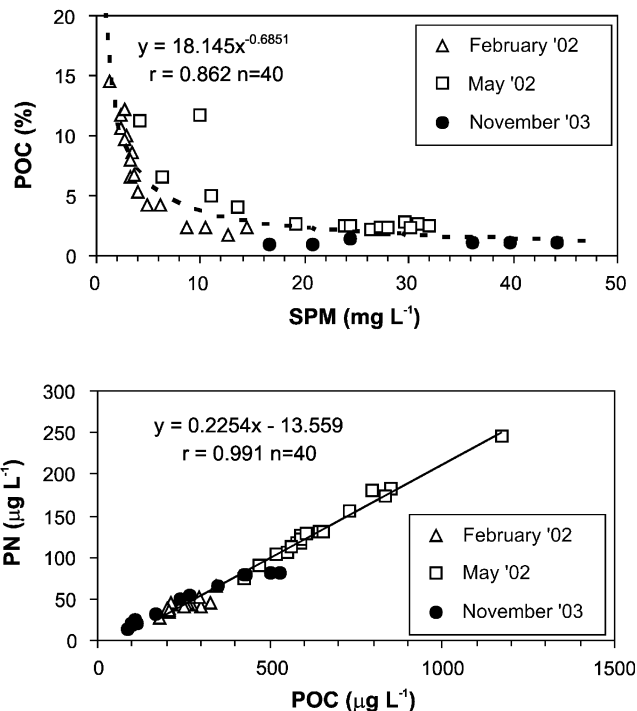 20
15
10
5
0
POC (%)
y = 18.145x^-0.6851
r = 0.862 n=40
February '02
May '02
November '03
0 10 20 30 40 50
SPM (mg L^-1)
300
250
200
150
100
50
0
PN (μg L^-1)
y = 0.2254x - 13.559
r = 0.991 n=40
February '02
May '02
November '03
0 500 1000 1500
POC (μg L^-1)